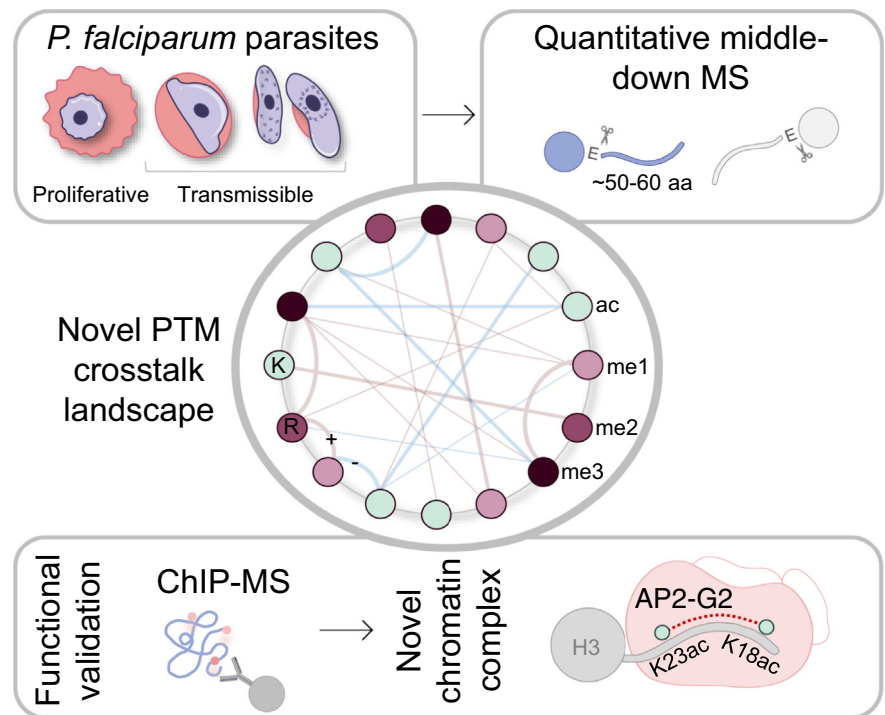 P. falciparum parasites
Proliferative
Transmissible
Quantitative middle-
down MS
E
~50-60 aa
E
Novel PTM
crosstalk
landscape
K
R
+
-
ac
me1
me2
me3
Functional
validation
ChIP-MS
Novel
chromatin
complex
AP2-G2
H3
K23ac
K18ac